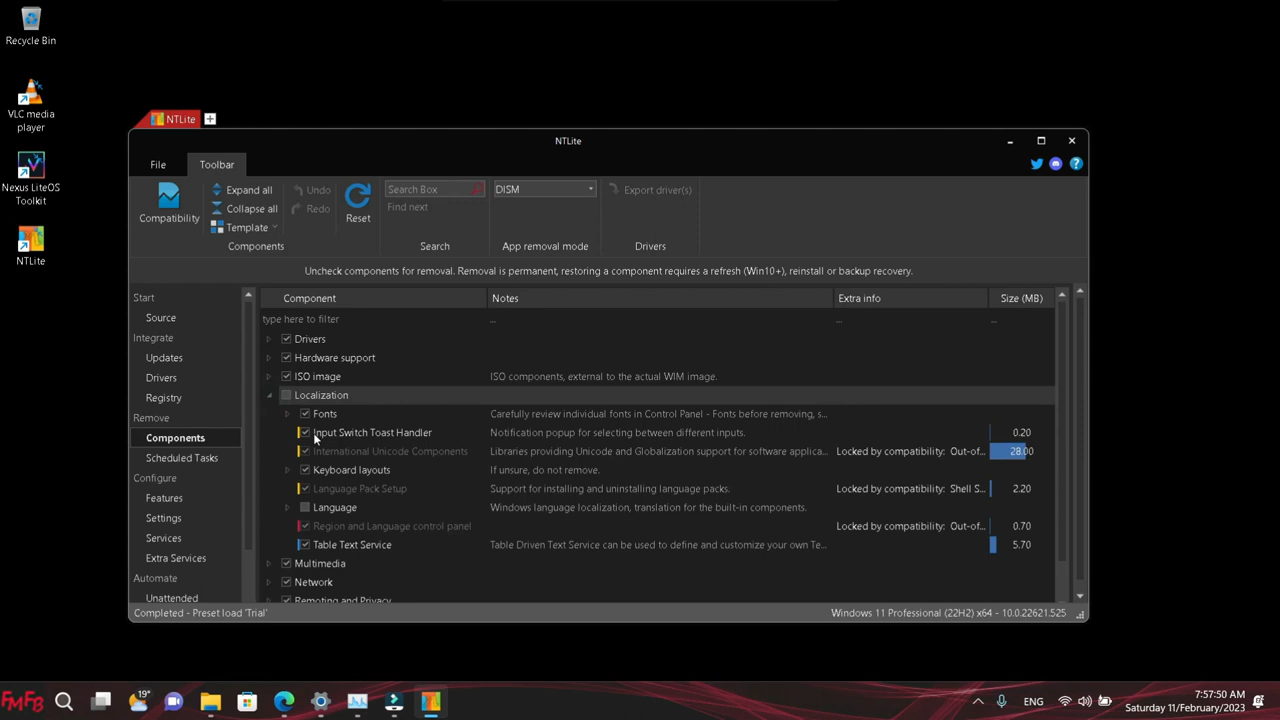 Recycle Bin
VLC media
player
Nexus LiteOS
Toolkit
NTLite
NTLite
NTLite
File
Toolbar
Compatibility
Expand all
Collapse all
Template
Components
Undo
Redo
Reset
Search Box
Find next
Search
DISM
App removal mode
Export driver(s)
Drivers
Uncheck components for removal. Removal is permanent, restoring a component requires a refresh (Win10+), reinstall or backup recovery.
Start
Source
Integrate
Updates
Drivers
Registry
Remove
Components
Scheduled Tasks
Configure
Features
Settings
Services
Extra Services
Automate
Unattended
Component Notes Extra info Size (MB)
type here to filter ... ... ...
Drivers
Hardware support
ISO image ISO components, external to the actual WIM image.
Localization
Fonts Carefully review individual fonts in Control Panel - Fonts before removing, s...
Input Switch Toast Handler Notification popup for selecting between different inputs. 0.20
International Unicode Components Libraries providing Unicode and Globalization support for software applica... Locked by compatibility: Out-of... 28.00
Keyboard layouts If unsure, do not remove.
Language Pack Setup Support for installing and uninstalling language packs. Locked by compatibility: Shell S... 2.20
Language Windows language localization, translation for the built-in components.
Region and Language control panel Locked by compatibility: Out-of... 0.70
Table Text Service Table Driven Text Service can be used to define and customize your own Te... 5.70
Multimedia
Network
Remoting and Privacy
Completed - Preset load 'Trial' Windows 11 Professional (22H2) x64 - 10.0.22621.525
FMFB
19°
ENG
7:57:50 AM
Saturday 11/February/2023